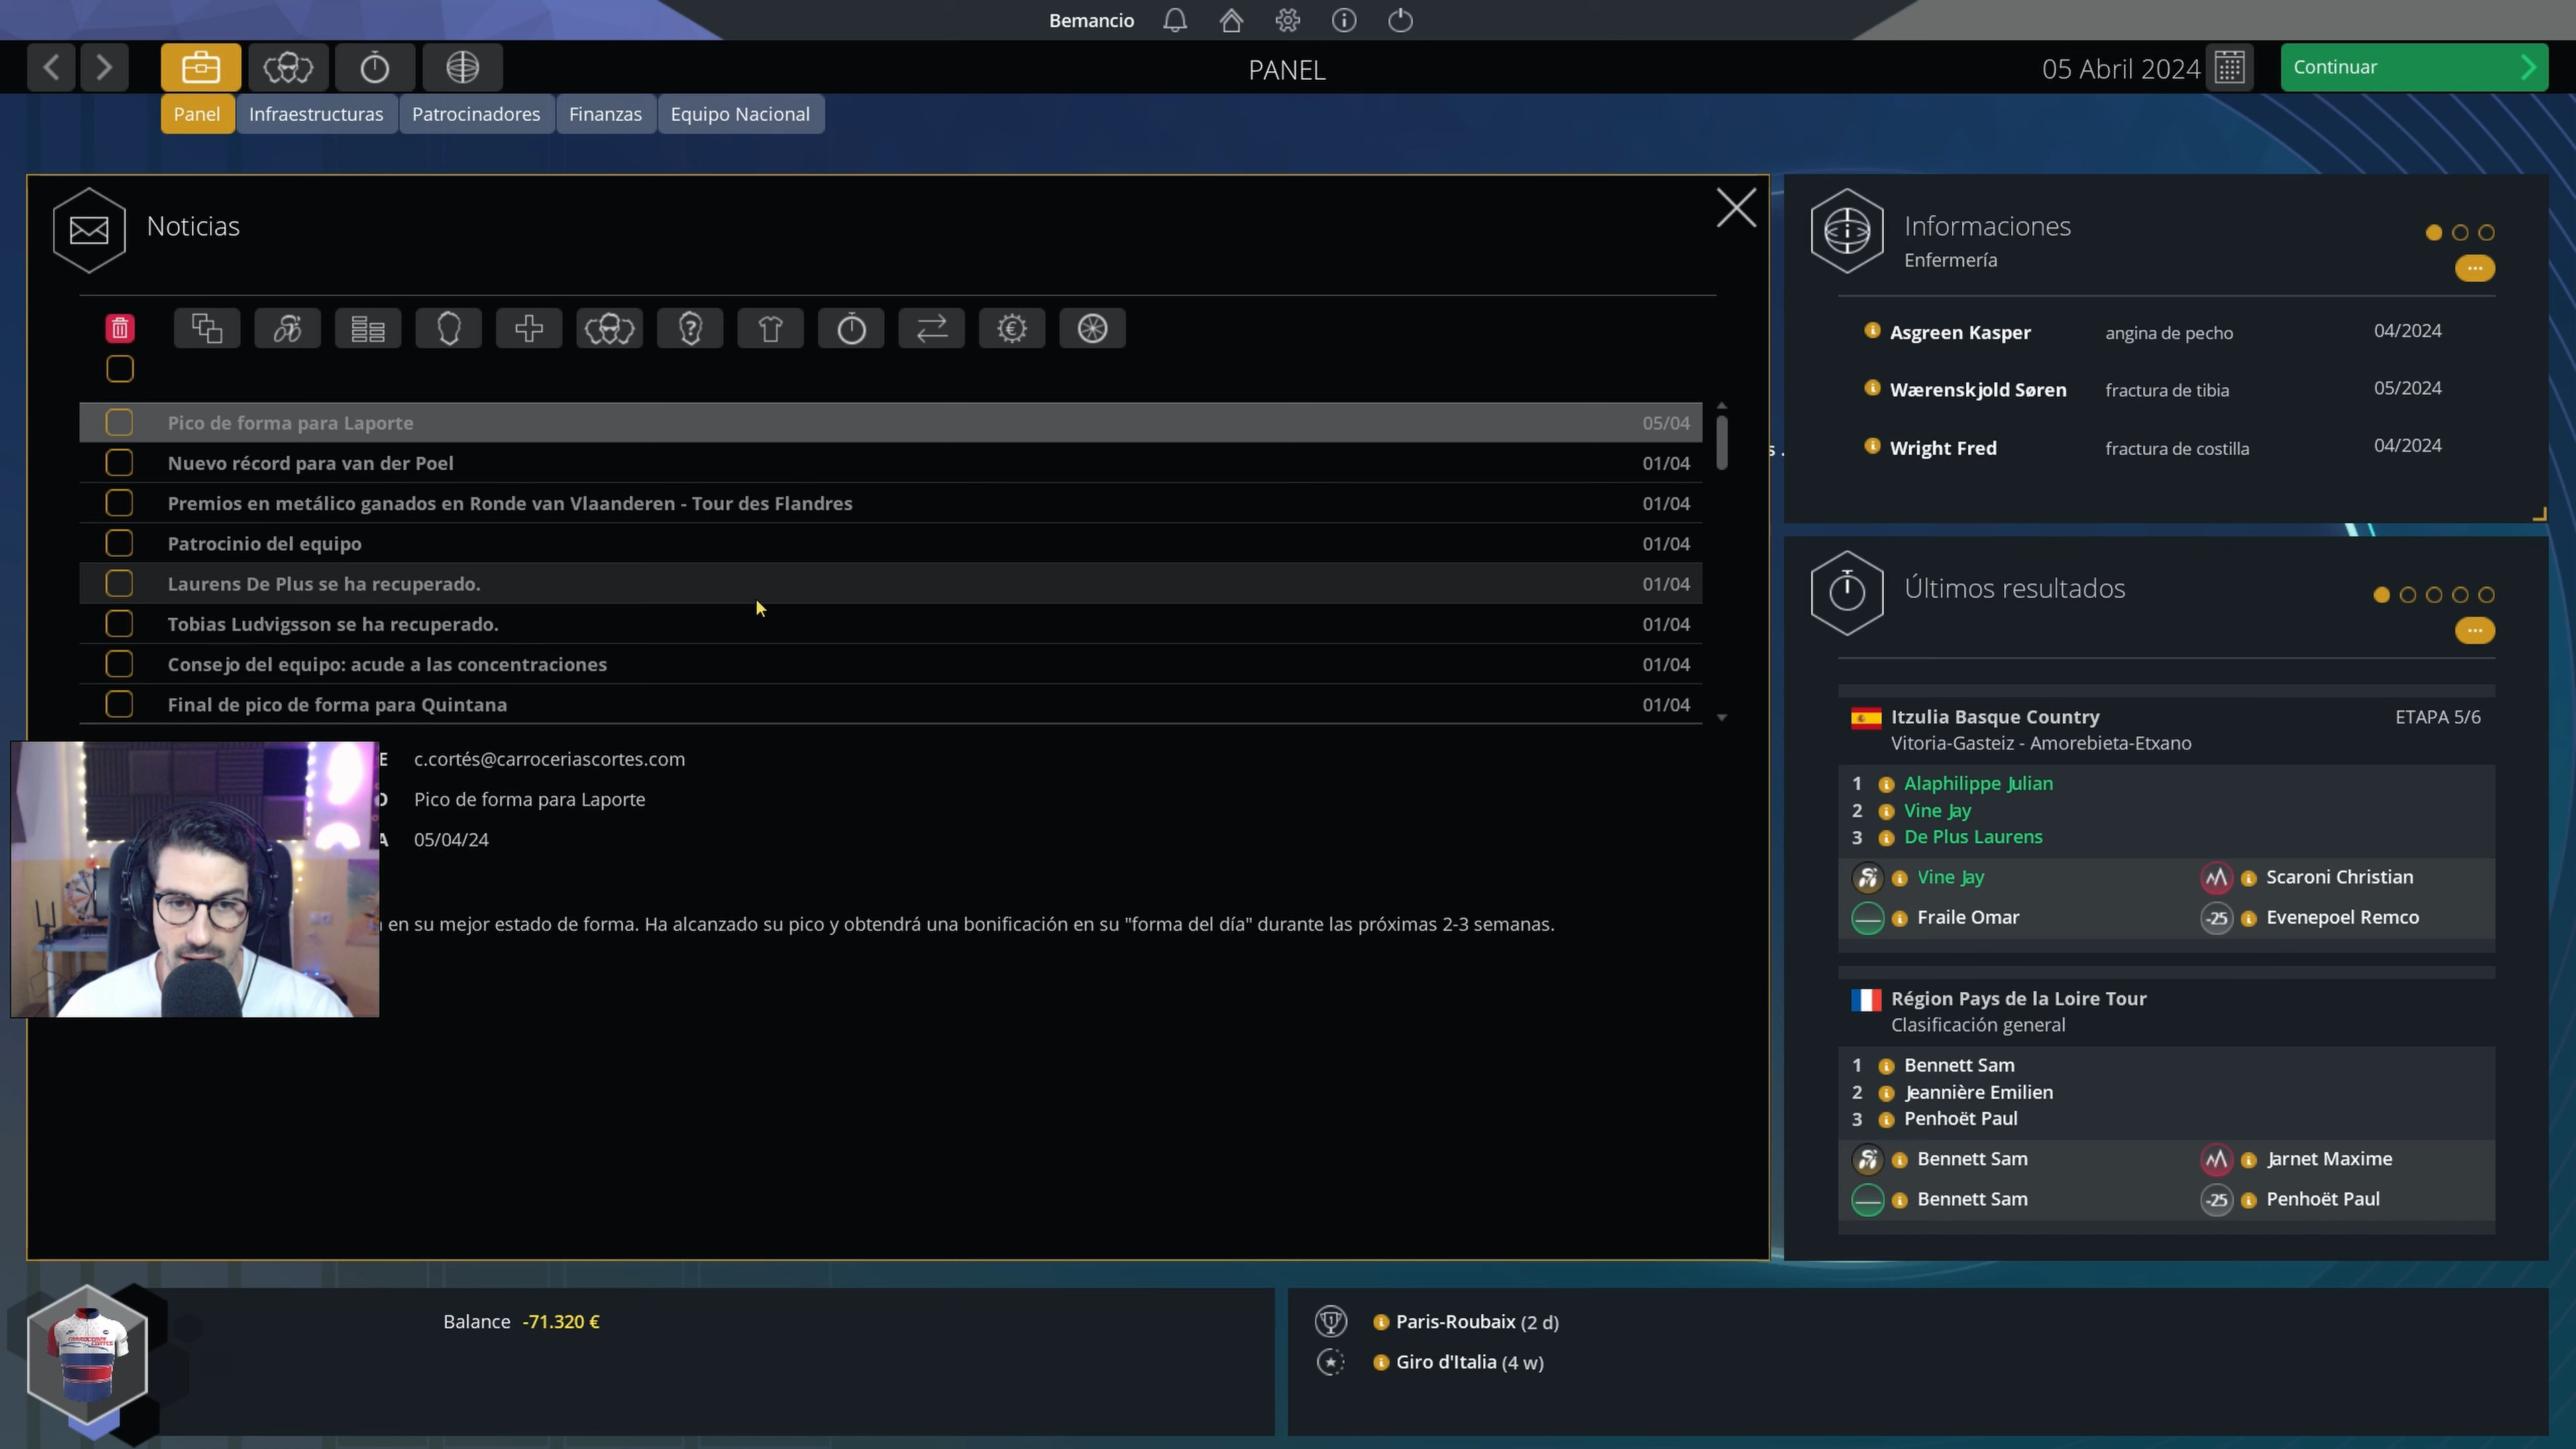 Bemancio
PANEL
05 Abril 2024
Continuar
Panel
Infraestructuras
Patrocinadores
Finanzas
Equipo Nacional
Noticias
Pico de forma para Laporte 05/04
Nuevo récord para van der Poel 01/04
Premios en metálico ganados en Ronde van Vlaanderen - Tour des Flandres 01/04
Patrocinio del equipo 01/04
Laurens De Plus se ha recuperado. 01/04
Tobias Ludvigsson se ha recuperado. 01/04
Consejo del equipo: acude a las concentraciones 01/04
Final de pico de forma para Quintana 01/04
E c.cortés@carroceriascortes.com
Pico de forma para Laporte
A 05/04/24
en su mejor estado de forma. Ha alcanzado su pico y obtendrá una bonificación en su "forma del día" durante las próximas 2-3 semanas.
s .
Informaciones
Enfermería
Asgreen Kasper angina de pecho 04/2024
Wærenskjold Søren fractura de tibia 05/2024
Wright Fred fractura de costilla 04/2024
Últimos resultados
Itzulia Basque Country ETAPA 5/6
Vitoria-Gasteiz - Amorebieta-Etxano
1 Alaphilippe Julian
2 Vine Jay
3 De Plus Laurens
Vine Jay Scaroni Christian
Fraile Omar -25 Evenepoel Remco
Région Pays de la Loire Tour
Clasificación general
1 Bennett Sam
2 Jeannière Emilien
3 Penhoët Paul
Bennett Sam Jarnet Maxime
Bennett Sam -25 Penhoët Paul
Balance -71.320 €
Paris-Roubaix (2 d)
Giro d'Italia (4 w)